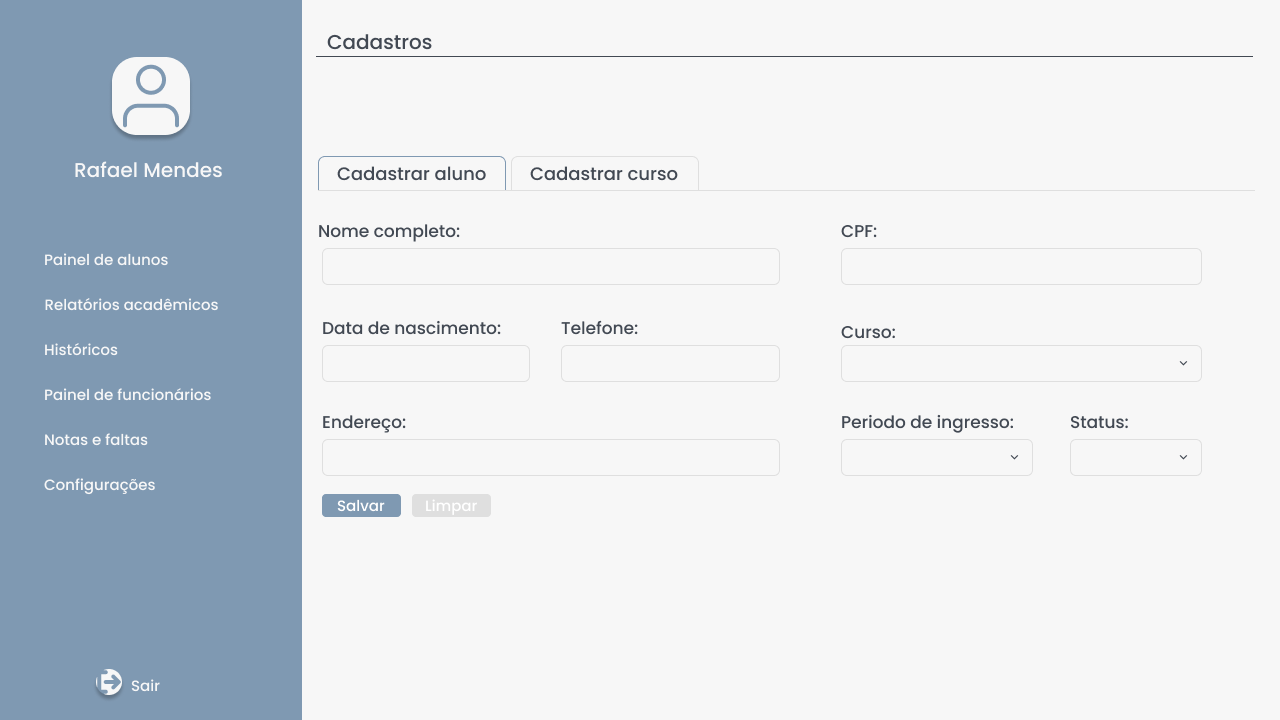 Rafael Mendes
Painel de alunos
Relatórios acadêmicos
Históricos
Painel de funcionários
Notas e faltas
Configurações
Sair
Cadastros
Cadastrar aluno
Cadastrar curso
Nome completo:
CPF:
Data de nascimento:
Telefone:
Curso:
Endereço:
Periodo de ingresso:
Status:
Salvar
Limpar